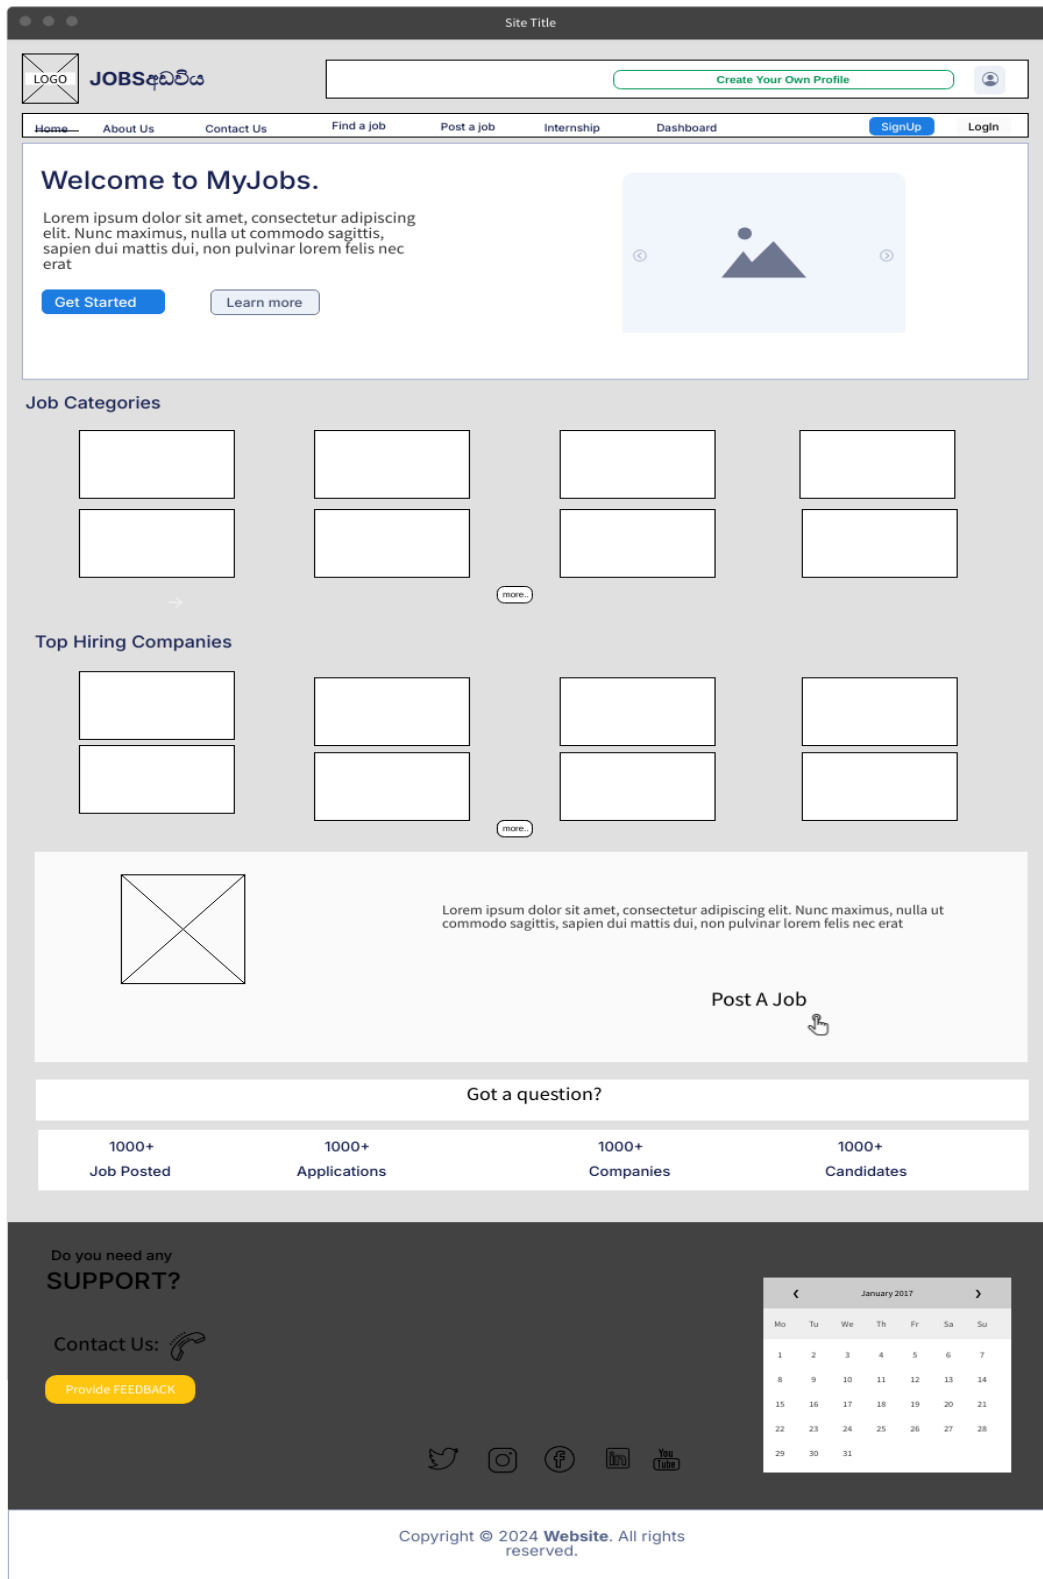 Site Title
LOGO
JOBSඅඩවිය
Create Your Own Profile
Home About Us Contact Us Find a job Post a job Internship Dashboard SignUp LogIn
Welcome to MyJobs.
Lorem ipsum dolor sit amet, consectetur adipiscing
elit. Nunc maximus, nulla ut commodo sagittis,
sapien dui mattis dui, non pulvinar lorem felis nec
erat
Get Started Learn more
Job Categories
more..
Top Hiring Companies
more..
Lorem ipsum dolor sit amet, consectetur adipiscing elit. Nunc maximus, nulla ut
commodo sagittis, sapien dui mattis dui, non pulvinar lorem felis nec erat
Post A Job
Got a question?
1000+ 1000+ 1000+ 1000+
Job Posted Applications Companies Candidates
Do you need any
SUPPORT?
Contact Us:
Provide FEEDBACK
in
You
Tube
January 2017
Mo Tu We Th Fr Sa Su
1 2 3 4 5 6 7
8 9 10 11 12 13 14
15 16 17 18 19 20 21
22 23 24 25 26 27 28
29 30 31
Copyright © 2024 Website. All rights
reserved.